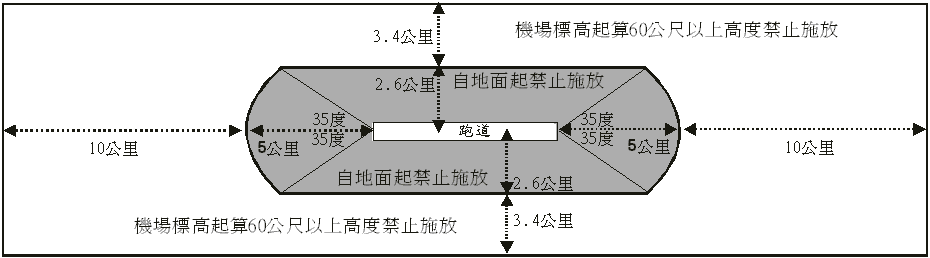 機場標高起算60公尺以上高度禁止施放
3.4公里
2.6公里
自地面起禁止施放
35度
35度
跑道
35度
35度
10公里
5公里
5公里
10公里
自地面起禁止施放
2.6公里
機場標高起算60公尺以上高度禁止施放
3.4公里